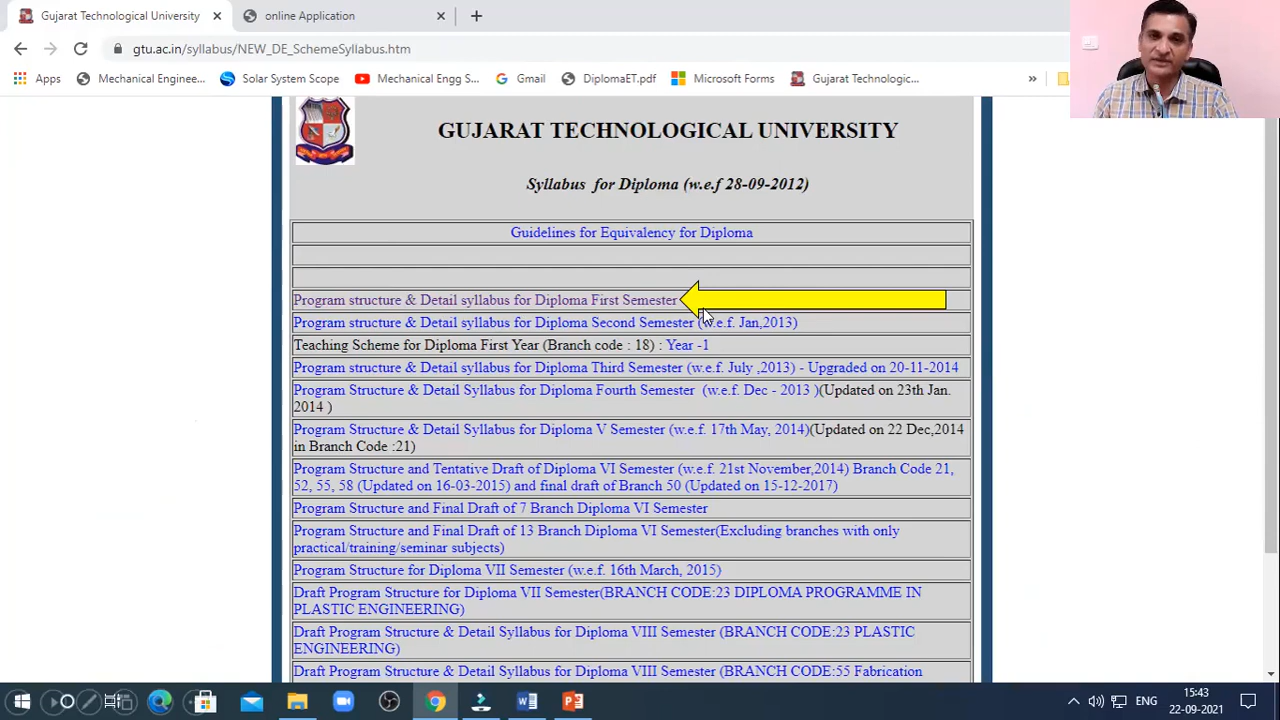 Gujarat Technological University
online Application
gtu.ac.in/syllabus/NEW_DE_SchemeSyllabus.htm
Apps Mechanical Enginee... Solar System Scope Mechanical Engg S... Gmail DiplomaET.pdf Microsoft Forms Gujarat Technologic... »
GUJARAT TECHNOLOGICAL UNIVERSITY
Syllabus for Diploma (w.e.f 28-09-2012)
Guidelines for Equivalency for Diploma
Program structure & Detail syllabus for Diploma First Semester
Program structure & Detail syllabus for Diploma Second Semester (w.e.f. Jan,2013)
Teaching Scheme for Diploma First Year (Branch code : 18) : Year -1
Program structure & Detail syllabus for Diploma Third Semester (w.e.f. July ,2013) - Upgraded on 20-11-2014
Program Structure & Detail Syllabus for Diploma Fourth Semester (w.e.f. Dec - 2013 )(Updated on 23th Jan.
2014 )
Program Structure & Detail Syllabus for Diploma V Semester (w.e.f. 17th May, 2014)(Updated on 22 Dec,2014
in Branch Code :21)
Program Structure and Tentative Draft of Diploma VI Semester (w.e.f. 21st November,2014) Branch Code 21,
52, 55, 58 (Updated on 16-03-2015) and final draft of Branch 50 (Updated on 15-12-2017)
Program Structure and Final Draft of 7 Branch Diploma VI Semester
Program Structure and Final Draft of 13 Branch Diploma VI Semester(Excluding branches with only
practical/training/seminar subjects)
Program Structure for Diploma VII Semester (w.e.f. 16th March, 2015)
Draft Program Structure for Diploma VII Semester(BRANCH CODE:23 DIPLOMA PROGRAMME IN
PLASTIC ENGINEERING)
Draft Program Structure & Detail Syllabus for Diploma VIII Semester (BRANCH CODE:23 PLASTIC
ENGINEERING)
Draft Program Structure & Detail Syllabus for Diploma VIII Semester (BRANCH CODE:55 Fabrication
ENG
15:43
22-09-2021